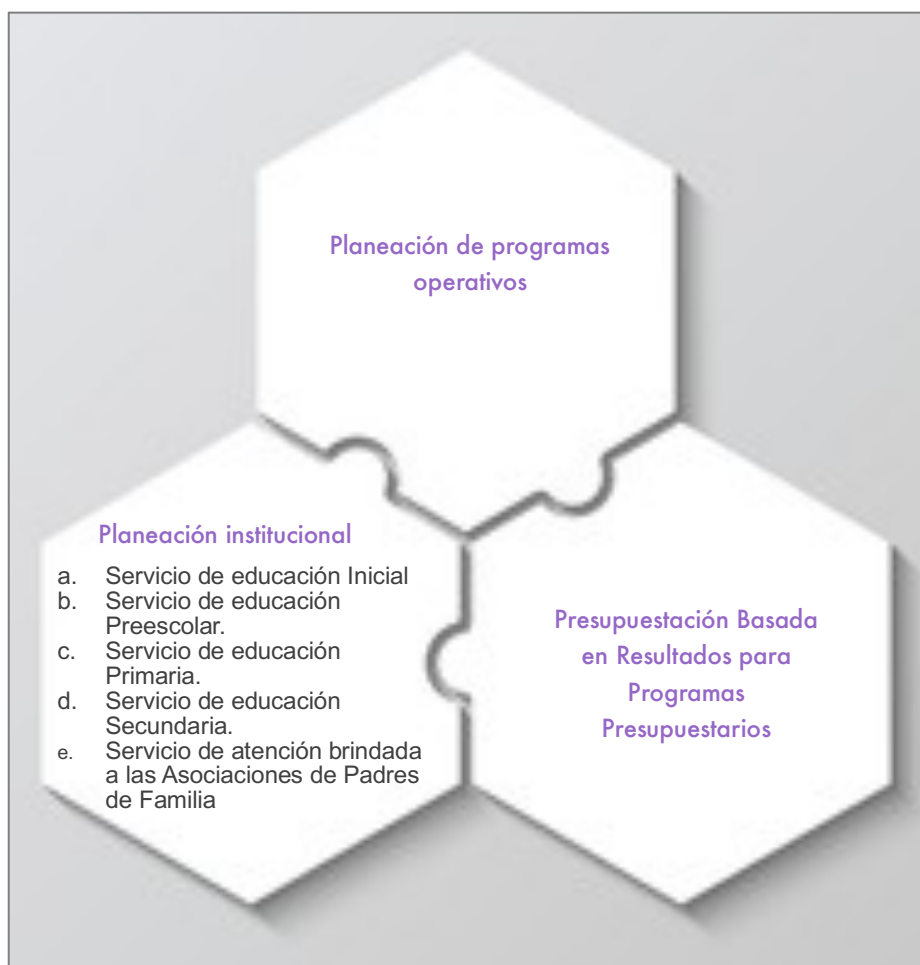 Planeación de programas
operativos
Planeación institucional
a. Servicio de educación Inicial
b. Servicio de educación
Preescolar.
c. Servicio de educación
Primaria.
d. Servicio de educación
Secundaria.
e. Servicio de atención brindada
a las Asociaciones de Padres
de Familia
Presupuestación Basada
en Resultados para
Programas
Presupuestarios